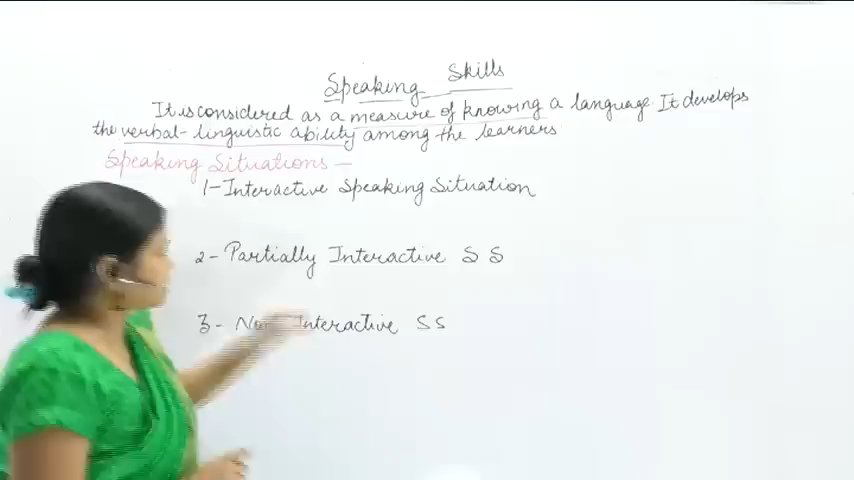 Speaking Skills
It is considered as a measure of knowing a language. It develops
the verbal-linguistic ability among the learners
Speaking Situations -
1- Interactive Speaking Situation
2- Partially Interactive S S
3- Non Interactive S S